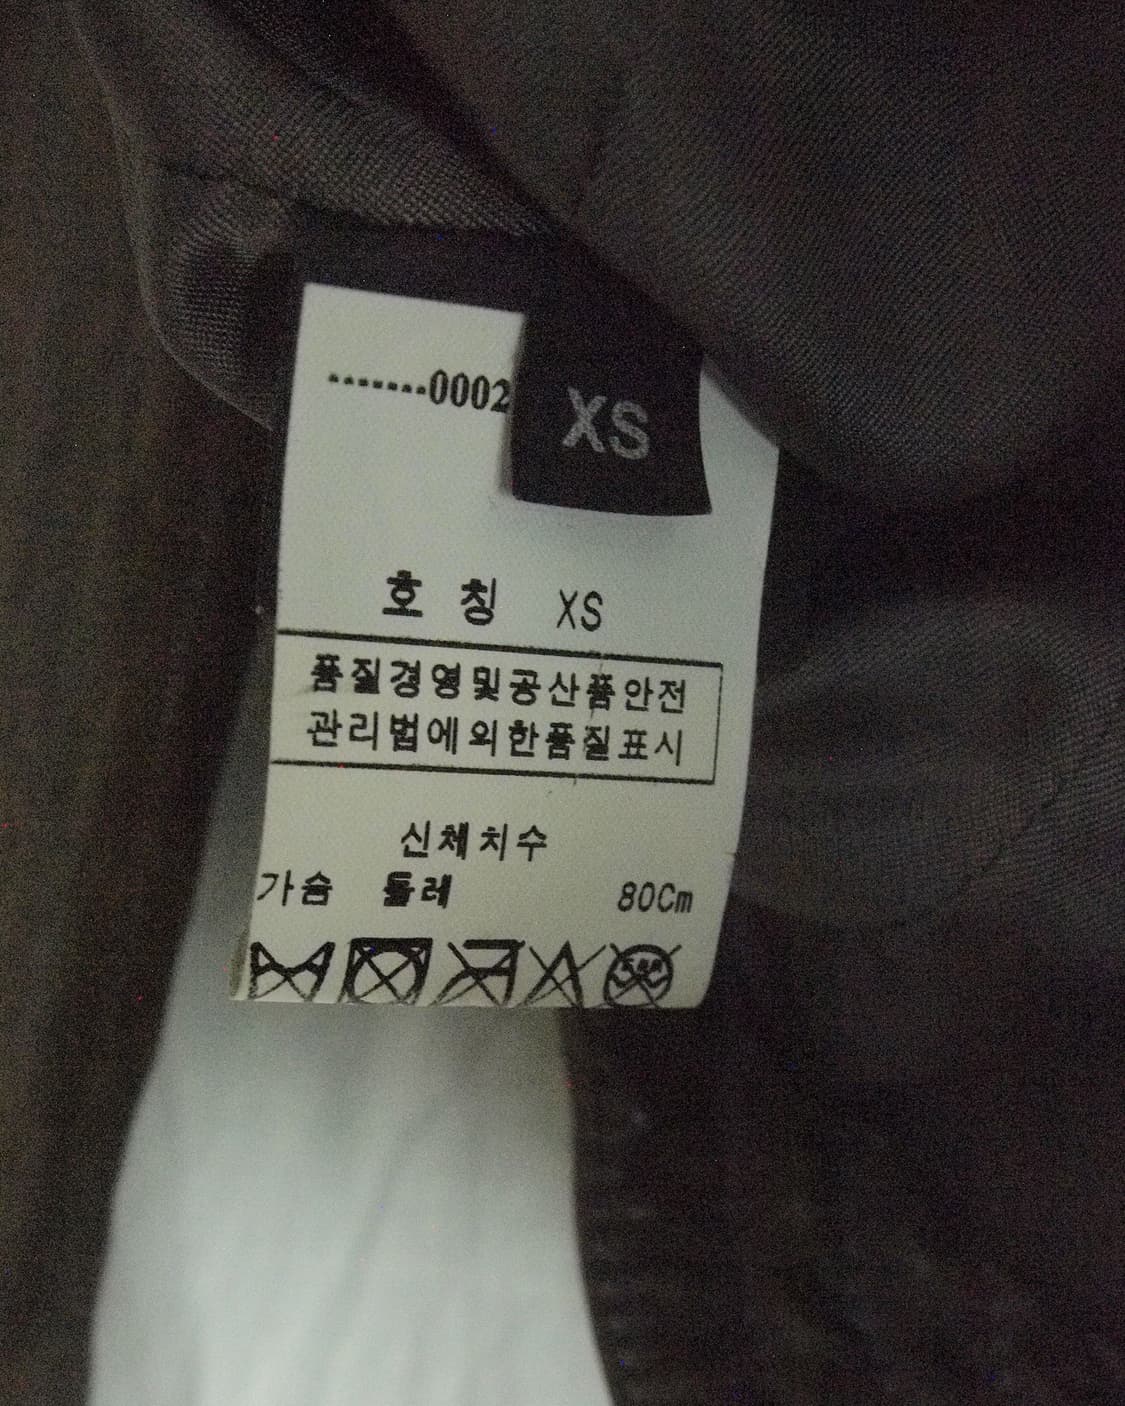 -------0002
XS
호 칭 XS
품질경영및공산품안전
관리법에의한품질표시
신체치수
가슴 둘레 80Cm